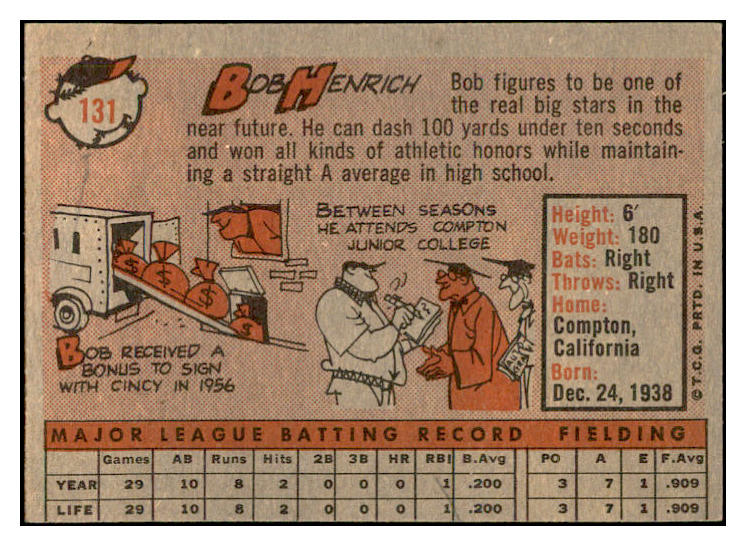 131
BOB HENRICH
Bob figures to be one of
the real big stars in the
near future. He can dash 100 yards under ten seconds
and won all kinds of athletic honors while maintain-
ing a straight A average in high school.
BETWEEN SEASONS
HE ATTENDS COMPTON
JUNIOR COLLEGE
$ $ $ $
BOB RECEIVED A
BONUS TO SIGN
WITH CINCY IN 1956
Height: 6'
Weight: 180
Bats: Right
Throws: Right
Home:
Compton,
California
Born:
Dec. 24, 1938
© T.C.G. PRTD. IN U.S.A.
MAJOR LEAGUE BATTING RECORD FIELDING
Games AB Runs Hits 2B 3B HR RBI B.Avg PO A E F.Avg
YEAR 29 10 8 2 0 0 0 1 .200 3 7 1 .909
LIFE 29 10 8 2 0 0 0 1 .200 3 7 1 .909